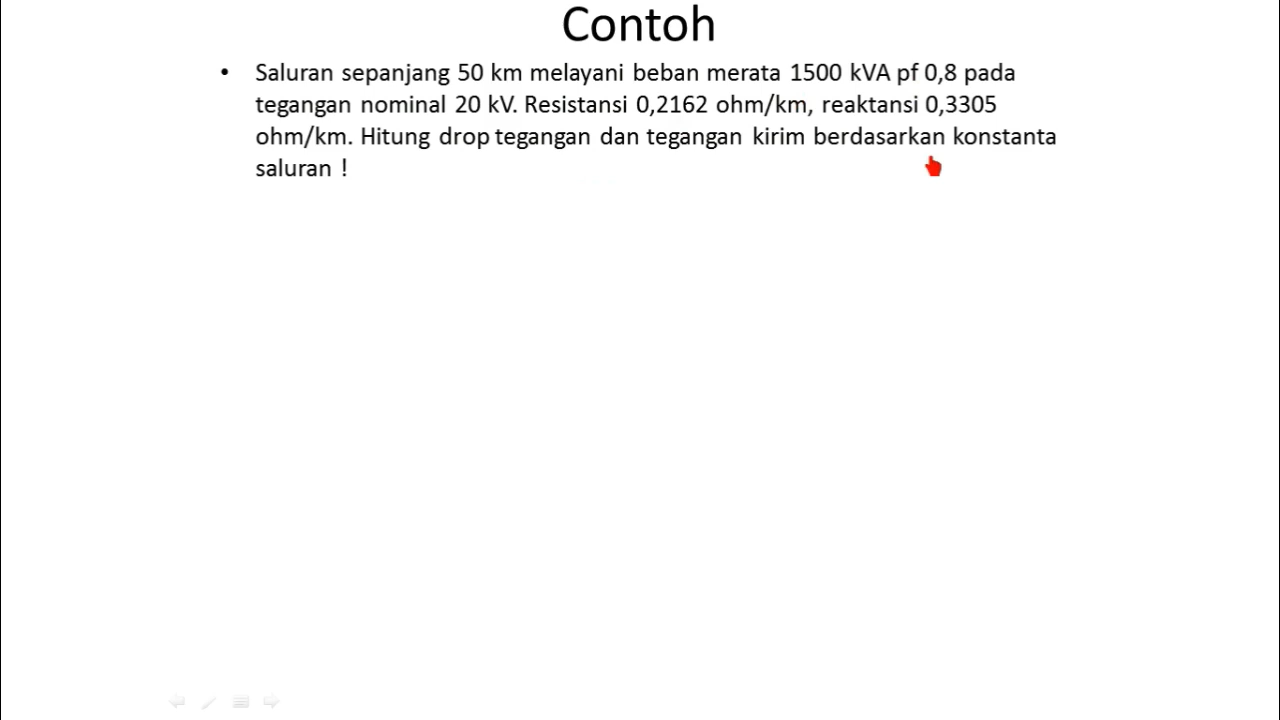 Contoh
• Saluran sepanjang 50 km melayani beban merata 1500 kVA pf 0,8 pada
tegangan nominal 20 kV. Resistansi 0,2162 ohm/km, reaktansi 0,3305
ohm/km. Hitung drop tegangan dan tegangan kirim berdasarkan konstanta
saluran !